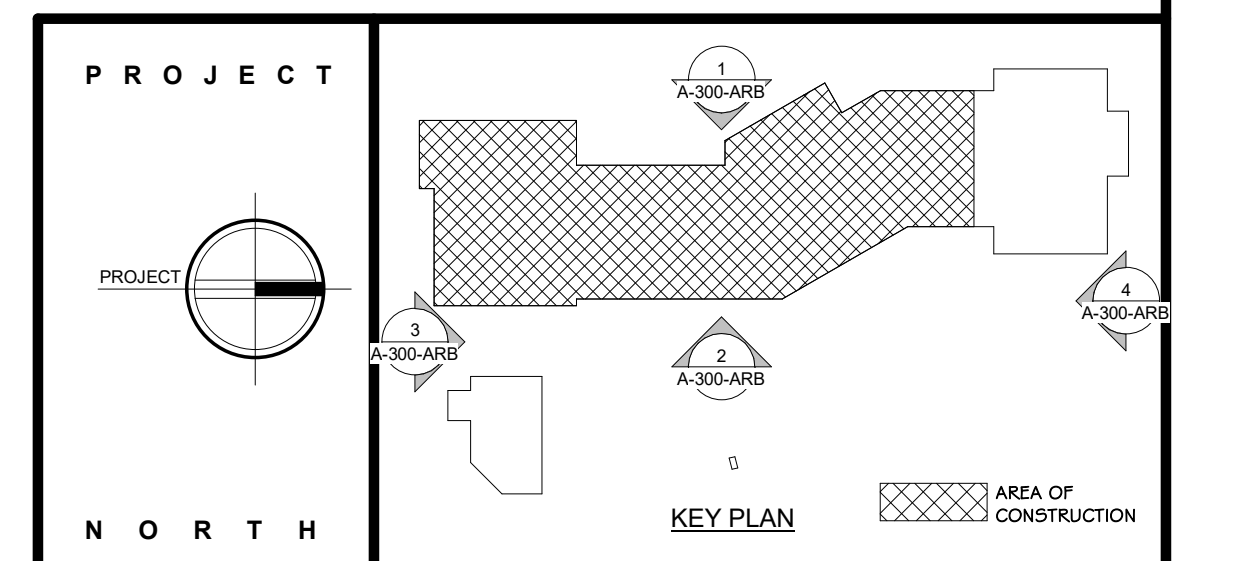 P R O J E C T
PROJECT
N O R T H
1
A-300-ARB
3
A-300-ARB
2
A-300-ARB
4
A-300-ARB
KEY PLAN
AREA OF
CONSTRUCTION